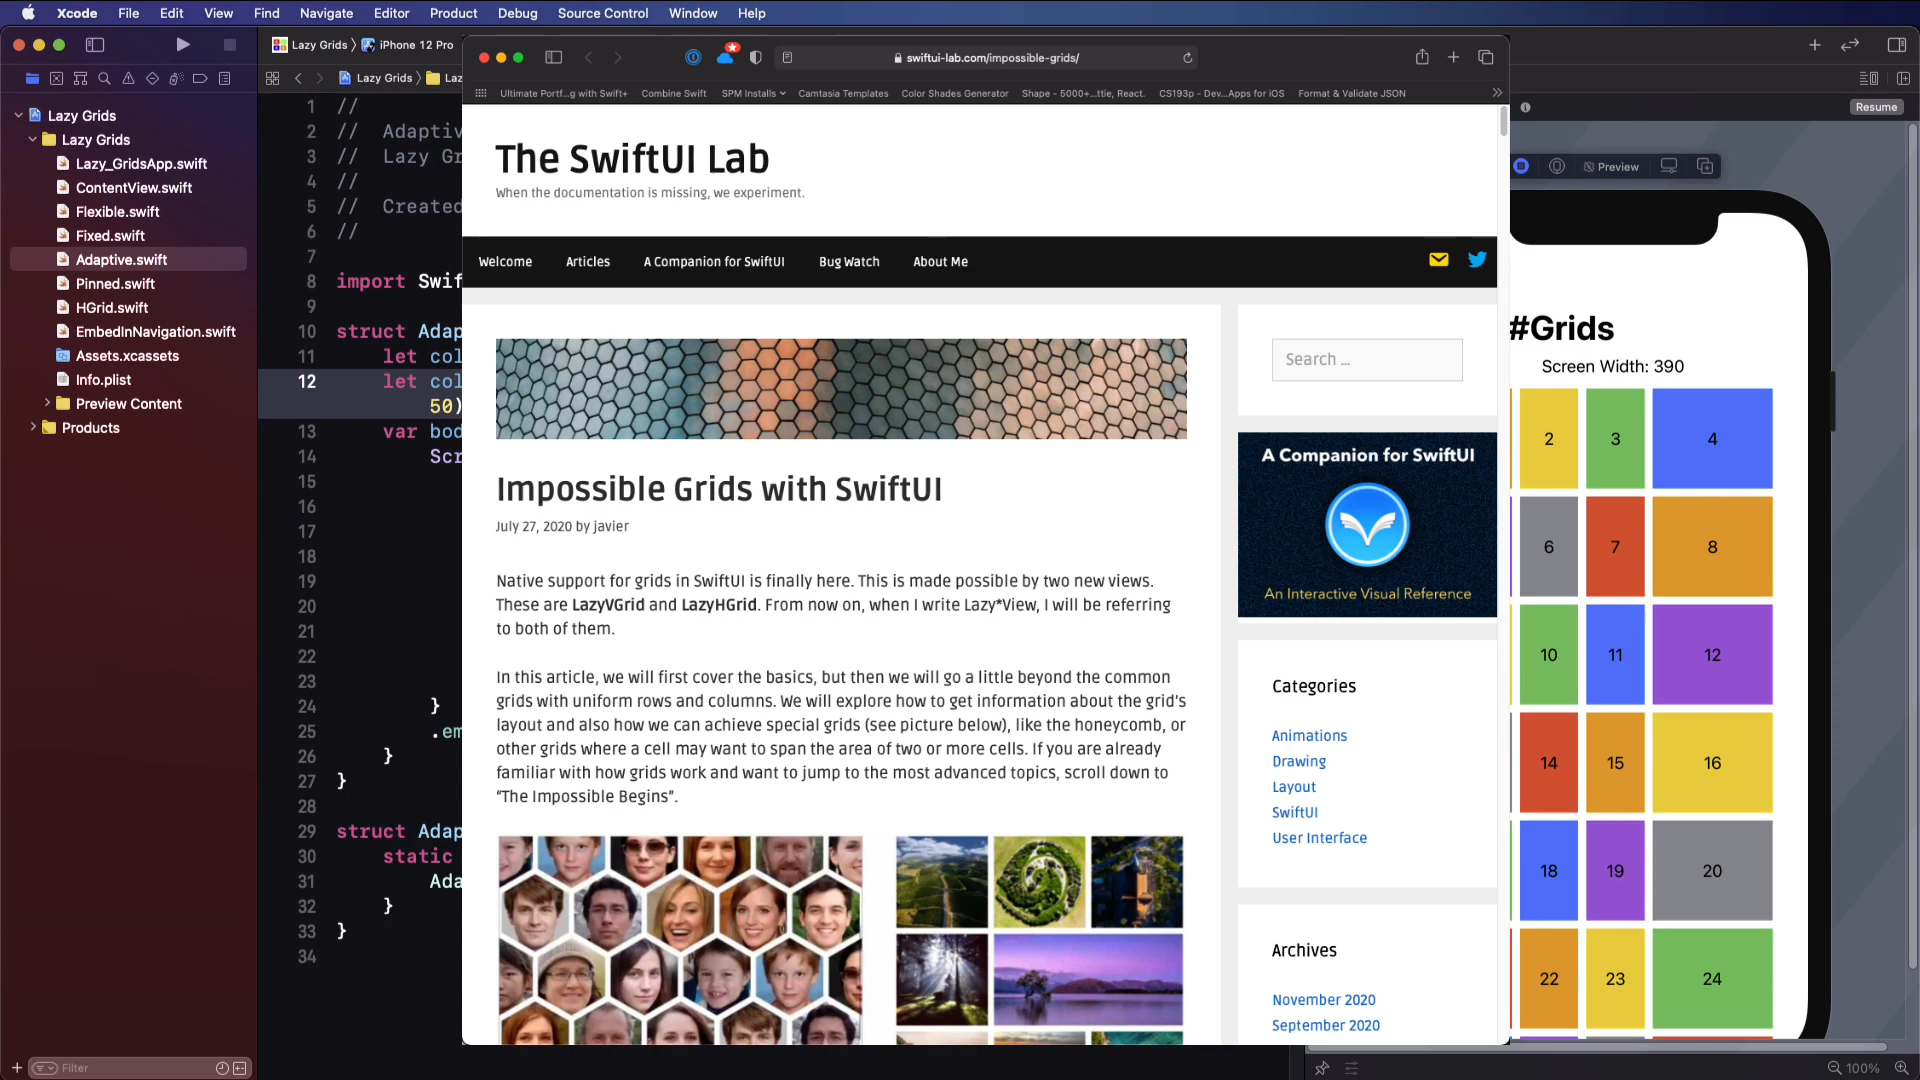 Xcode File Edit View Find Navigate Editor Product Debug Source Control Window Help
Lazy Grids
iPhone 12 Pro
Lazy Grids
Laz
Lazy Grids
Lazy Grids
Lazy_GridsApp.swift
ContentView.swift
Flexible.swift
Fixed.swift
Adaptive.swift
Pinned.swift
HGrid.swift
EmbedInNavigation.swift
Assets.xcassets
Info.plist
Preview Content
Products
Filter
1 //
2 // Adaptiv
3 // Lazy Gr
4 //
5 // Created
6 //
7
8 import Swif
9
10 struct Adap
11 let col
12 let col
50)
13 var bod
14 Scr
15
16
17
18
19
20
21
22
23
24 }
25 .em
26 }
27 }
28
29 struct Adap
30 static
31 Ada
32 }
33 }
34
swiftui-lab.com/impossible-grids/
Ultimate Portf...g with Swift+ Combine Swift SPM Installs Camtasia Templates Color Shades Generator Shape - 5000+...ttie, React. CS193p - Dev...Apps for iOS Format & Validate JSON
The SwiftUI Lab
When the documentation is missing, we experiment.
Welcome Articles A Companion for SwiftUI Bug Watch About Me
Impossible Grids with SwiftUI
July 27, 2020 by javier
Native support for grids in SwiftUI is finally here. This is made possible by two new views.
These are LazyVGrid and LazyHGrid. From now on, when I write Lazy*View, I will be referring
to both of them.
In this article, we will first cover the basics, but then we will go a little beyond the common
grids with uniform rows and columns. We will explore how to get information about the grid's
layout and also how we can achieve special grids (see picture below), like the honeycomb, or
other grids where a cell may want to span the area of two or more cells. If you are already
familiar with how grids work and want to jump to the most advanced topics, scroll down to
“The Impossible Begins”.
Search ...
A Companion for SwiftUI
An Interactive Visual Reference
Categories
Animations
Drawing
Layout
SwiftUI
User Interface
Archives
November 2020
September 2020
Resume
Preview
#Grids
Screen Width: 390
2 3 4
6 7 8
10 11 12
14 15 16
18 19 20
22 23 24
100%